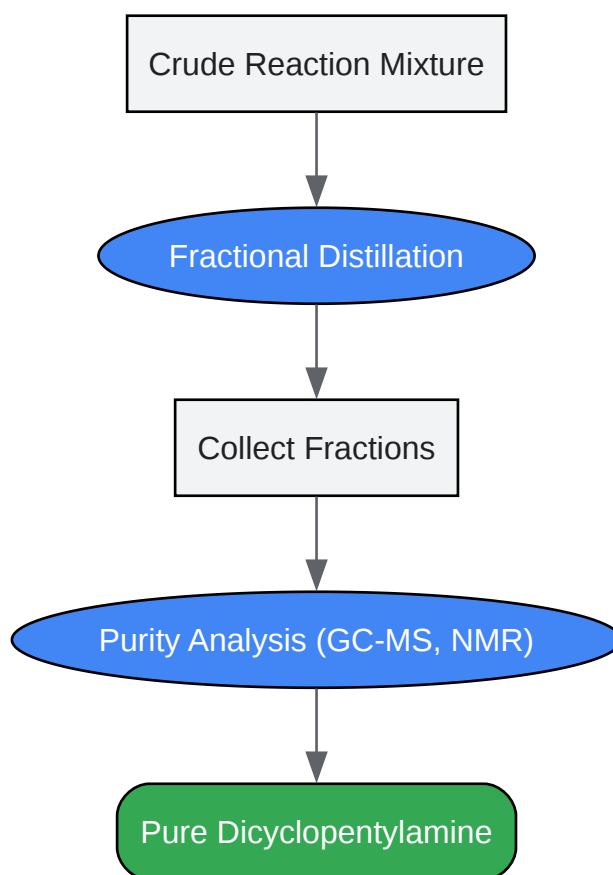 Crude Reaction Mixture
Fractional Distillation
Collect Fractions
Purity Analysis (GC-MS, NMR)
Pure Dicyclopentylamine